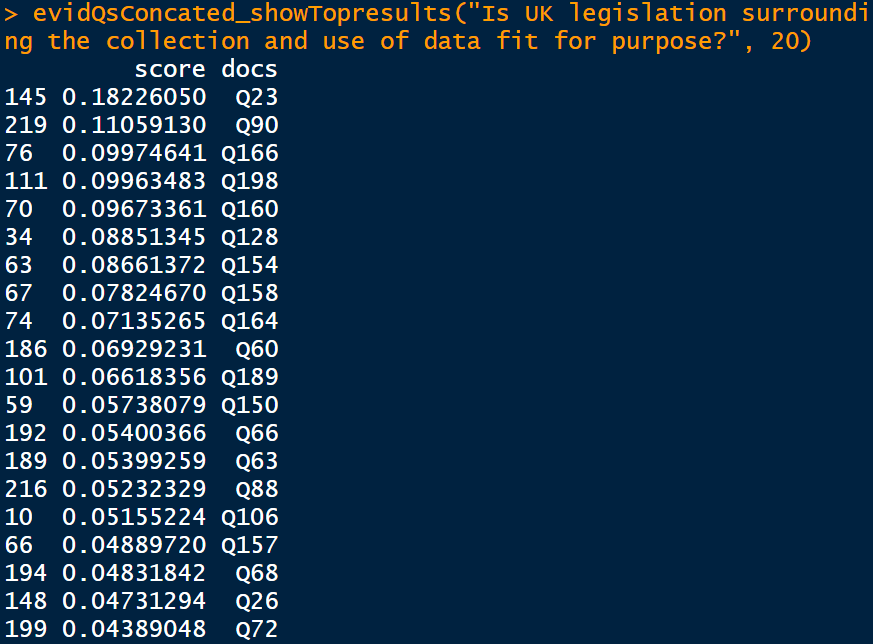 > evidQsConcated_showTopresults("Is UK legislation surroundi
ng the collection and use of data fit for purpose?", 20)
score docs
145 0.18226050 Q23
219 0.11059130 Q90
76 0.09974641 Q166
111 0.09963483 Q198
70 0.09673361 Q160
34 0.08851345 Q128
63 0.08661372 Q154
67 0.07824670 Q158
74 0.07135265 Q164
186 0.06929231 Q60
101 0.06618356 Q189
59 0.05738079 Q150
192 0.05400366 Q66
189 0.05399259 Q63
216 0.05232329 Q88
10 0.05155224 Q106
66 0.04889720 Q157
194 0.04831842 Q68
148 0.04731294 Q26
199 0.04389048 Q72